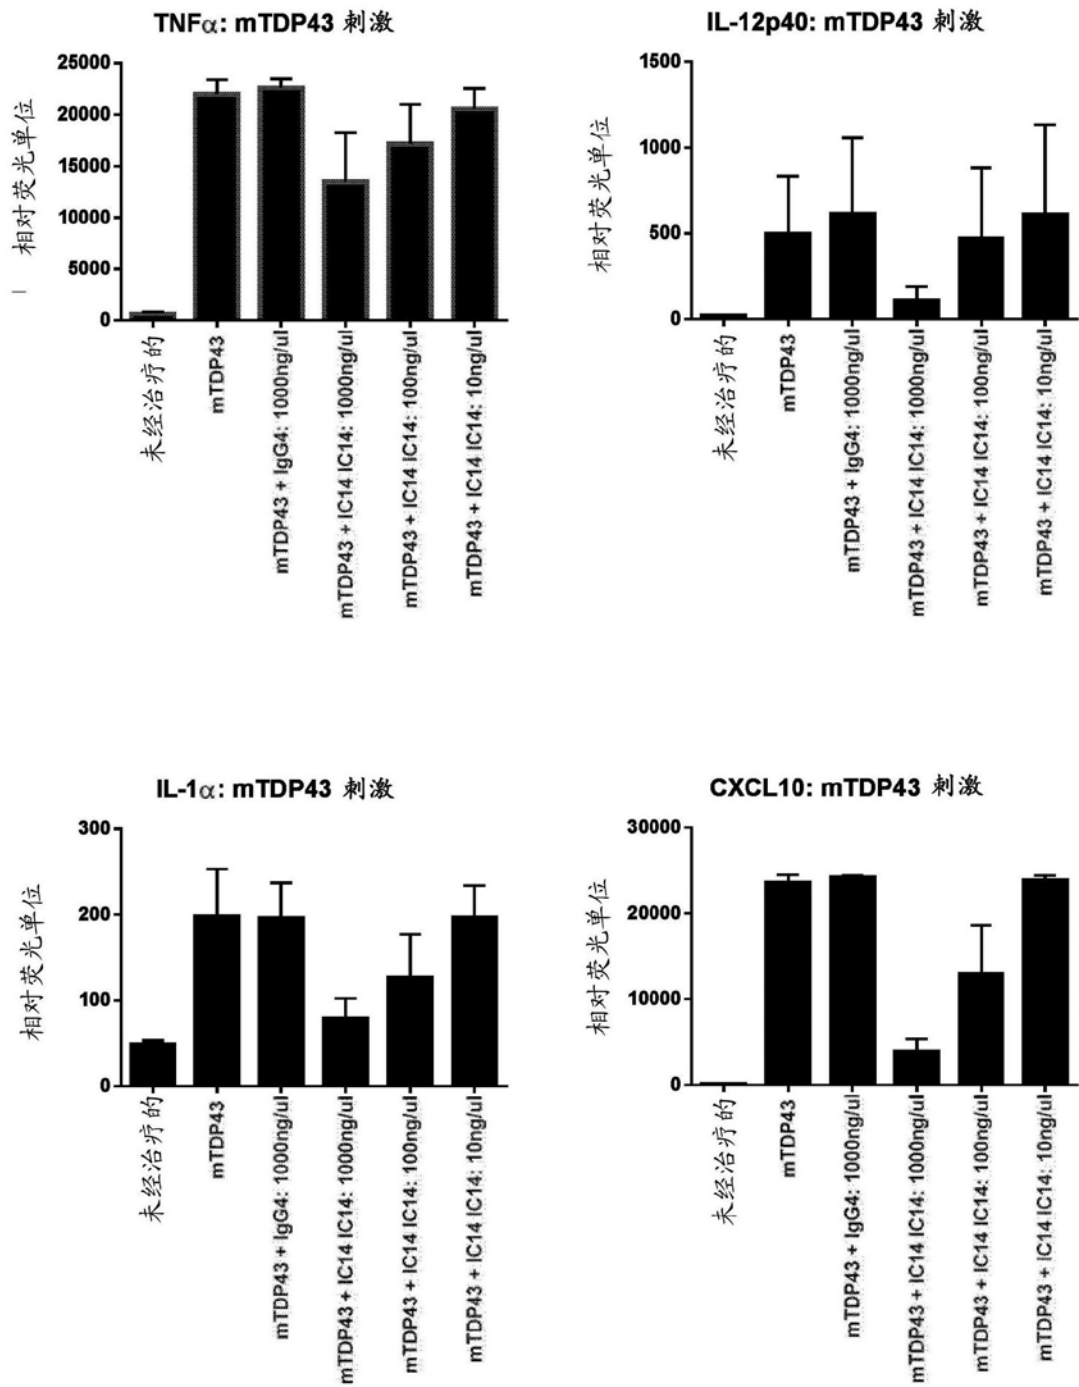 TNFα: mTDP43 刺激
相对荧光单位
25000
20000
15000
10000
5000
0
未经治疗的
mTDP43
mTDP43 + IgG4: 1000ng/ul
mTDP43 + IC14 IC14: 1000ng/ul
mTDP43 + IC14 IC14: 100ng/ul
mTDP43 + IC14 IC14: 10ng/ul
IL-12p40: mTDP43 刺激
相对荧光单位
1500
1000
500
0
未经治疗的
mTDP43
mTDP43 + IgG4: 1000ng/ul
mTDP43 + IC14 IC14: 1000ng/ul
mTDP43 + IC14 IC14: 100ng/ul
mTDP43 + IC14 IC14: 10ng/ul
IL-1α: mTDP43 刺激
相对荧光单位
300
200
100
0
未经治疗的
mTDP43
mTDP43 + IgG4: 1000ng/ul
mTDP43 + IC14 IC14: 1000ng/ul
mTDP43 + IC14 IC14: 100ng/ul
mTDP43 + IC14 IC14: 10ng/ul
CXCL10: mTDP43 刺激
相对荧光单位
30000
20000
10000
0
未经治疗的
mTDP43
mTDP43 + IgG4: 1000ng/ul
mTDP43 + IC14 IC14: 1000ng/ul
mTDP43 + IC14 IC14: 100ng/ul
mTDP43 + IC14 IC14: 10ng/ul